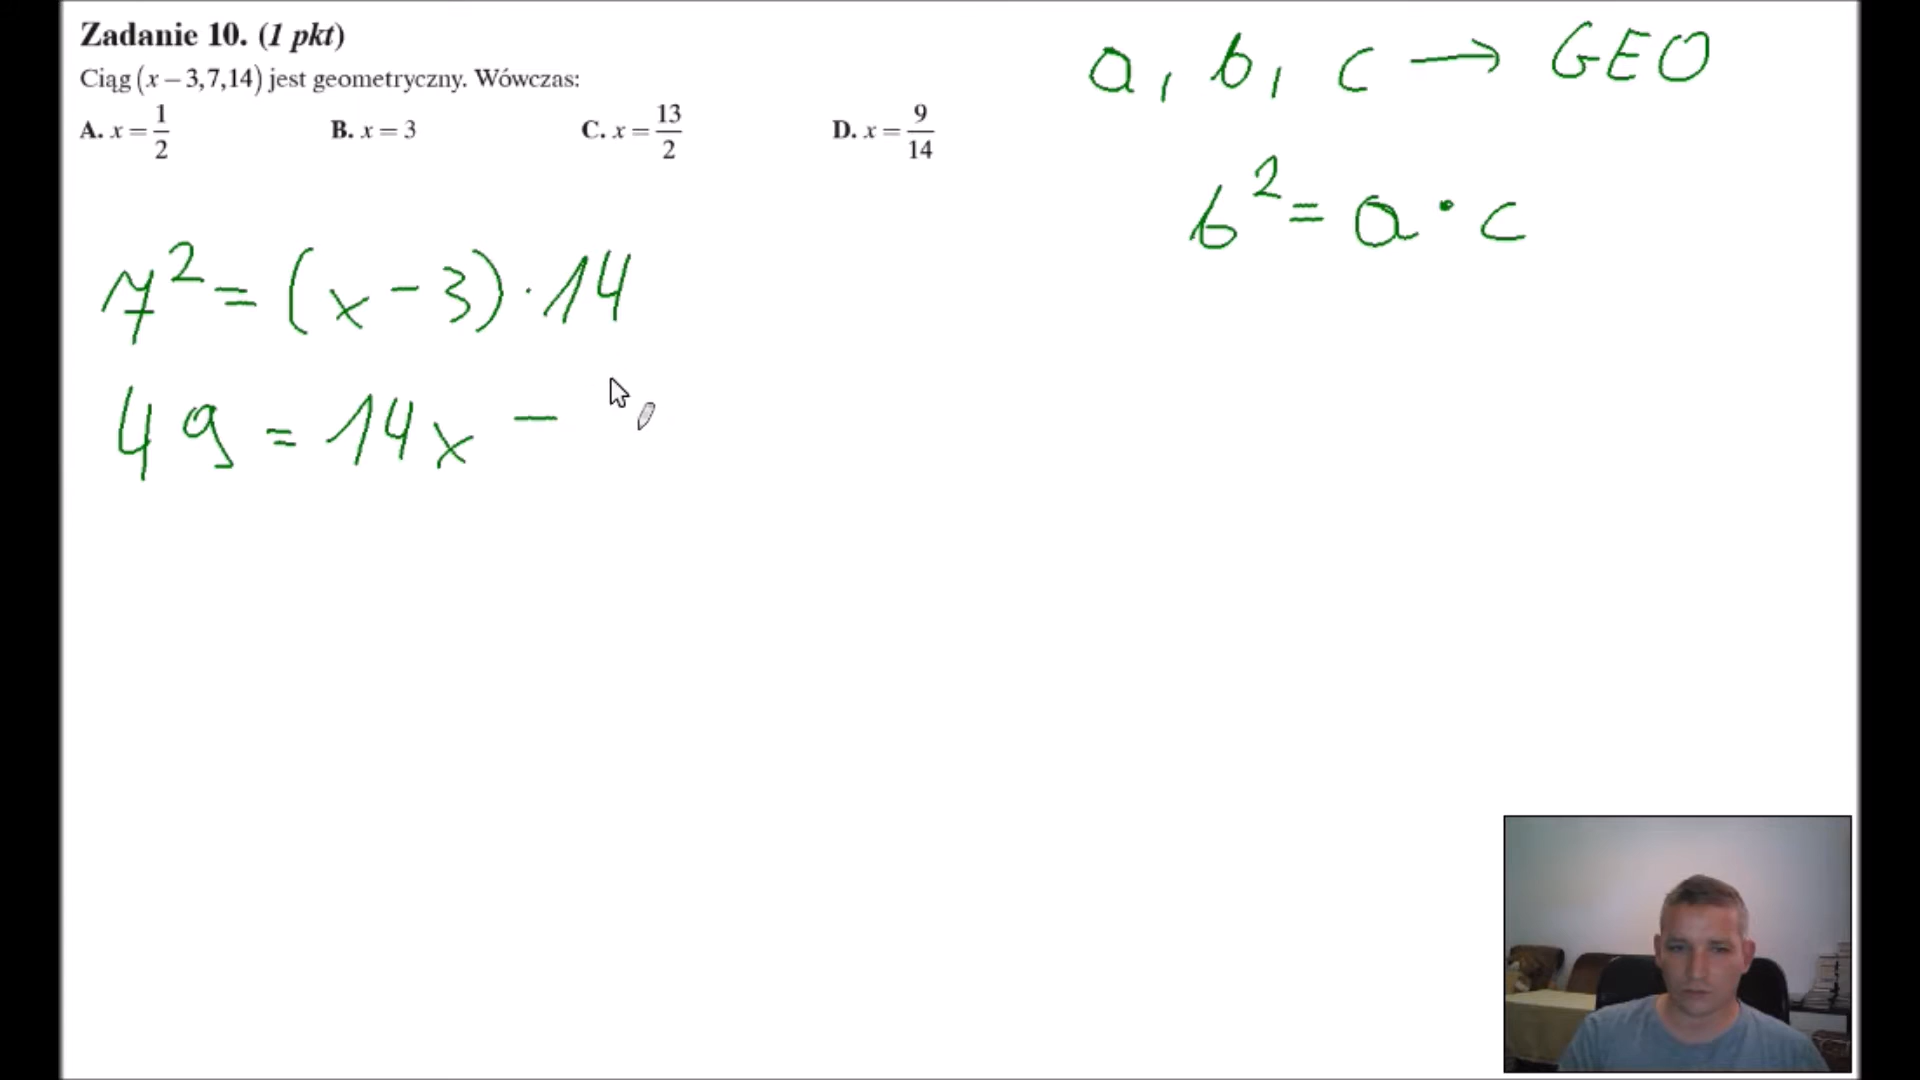 Zadanie 10. (1 pkt)
Ciąg (x – 3,7,14) jest geometryczny. Wówczas:
A. x = 1/2 B. x = 3 C. x = 13/2 D. x = 9/14
a, b, c → GEO
b² = a · c
7² = (x – 3) · 14
49 = 14x –